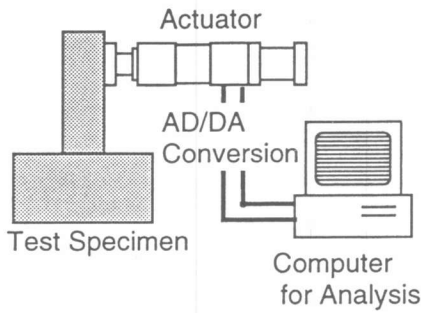 Actuator
AD/DA
Conversion
Test Specimen
Computer
for Analysis